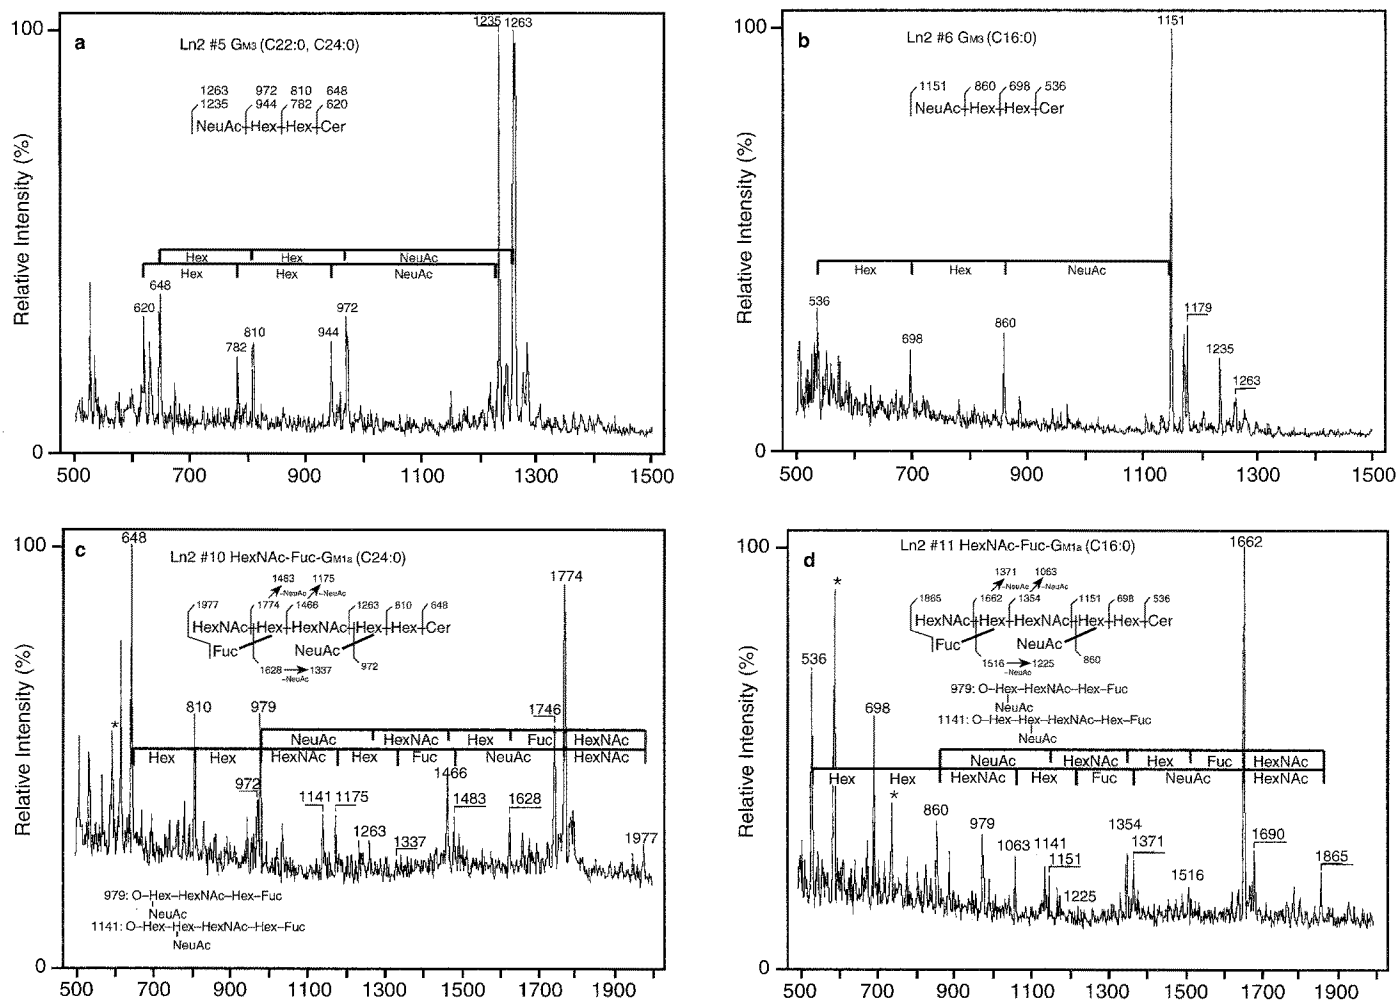 a
Ln2 #5 GM3 (C22:0, C24:0)
1263 972 810 648
1235 944 782 620
NeuAc Hex Hex Cer
1235 1263
Hex Hex NeuAc
Hex Hex NeuAc
620 648 782 810 944 972
Relative Intensity (%)
100
0
500 700 900 1100 1300 1500
b
Ln2 #6 GM3 (C16:0)
1151 860 698 536
NeuAc Hex Hex Cer
1151
Hex Hex NeuAc
536 698 860 1179 1235 1263
Relative Intensity (%)
100
0
500 700 900 1100 1300 1500
c
Ln2 #10 HexNAc-Fuc-GM1a (C24:0)
1483 1175
-NeuAc -NeuAc
1977 1774 1466 1263 810 648
HexNAc Hex HexNAc Hex Hex Cer
Fuc NeuAc
1628 1337 972
-NeuAc
648 1774
810 979 1746
*
NeuAc HexNAc Hex Fuc HexNAc
Hex Hex HexNAc Hex Fuc NeuAc HexNAc
972 1141 1175 1263 1337 1466 1483 1628 1977
979: O-Hex-HexNAc-Hex-Fuc
NeuAc
1141: O-Hex-Hex-HexNAc-Hex-Fuc
NeuAc
Relative Intensity (%)
100
0
500 700 900 1100 1300 1500 1700 1900
d
Ln2 #11 HexNAc-Fuc-GM1a (C16:0)
1371 1063
-NeuAc -NeuAc
1865 1662 1354 1151 698 536
HexNAc Hex HexNAc Hex Hex Cer
Fuc NeuAc
1516 1225 860
-NeuAc
979: O-Hex-HexNAc-Hex-Fuc
NeuAc
1141: O-Hex-Hex-HexNAc-Hex-Fuc
NeuAc
1662
*
536 698
NeuAc HexNAc Hex Fuc HexNAc
Hex Hex HexNAc Hex Fuc NeuAc HexNAc
*
860 979 1063 1141 1151 1225 1354 1371 1516 1690 1865
Relative Intensity (%)
100
0
500 700 900 1100 1300 1500 1700 1900